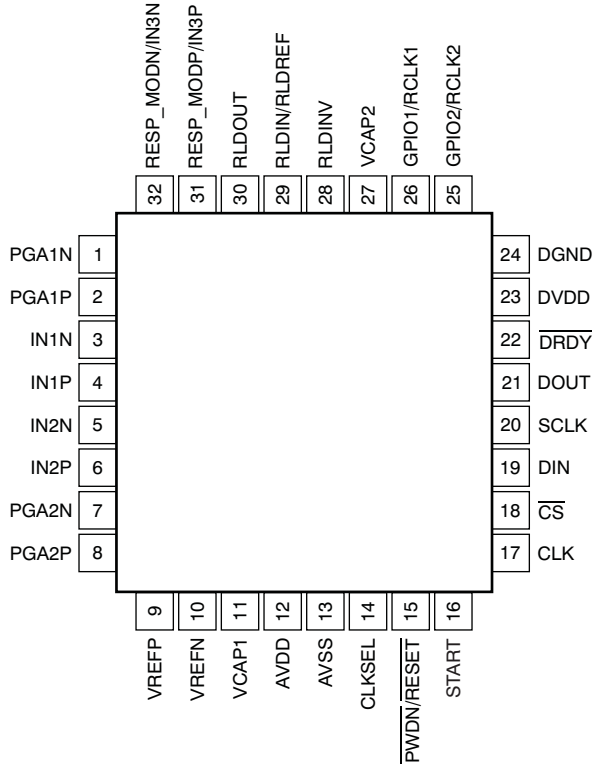 RESP_MODN/IN3N
RESP_MODP/IN3P
RLDOUT
RLDIN/RLDREF
RLDINV
VCAP2
GPIO1/RCLK1
GPIO2/RCLK2
32
31
30
29
28
27
26
25
PGA1N 1
PGA1P 2
IN1N 3
IN1P 4
IN2N 5
IN2P 6
PGA2N 7
PGA2P 8
24 DGND
23 DVDD
22 DRDY
21 DOUT
20 SCLK
19 DIN
18 CS
17 CLK
9
10
11
12
13
14
15
16
VREFP
VREFN
VCAP1
AVDD
AVSS
CLKSEL
PWDN/RESET
START